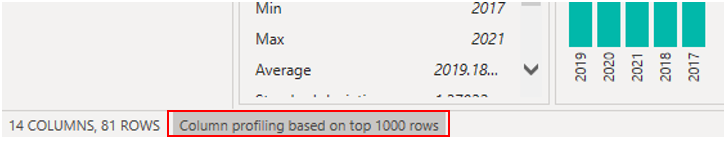 Min 2017
Max 2021
Average 2019.18...
2019
2020
2021
2018
2017
14 COLUMNS, 81 ROWS Column profiling based on top 1000 rows